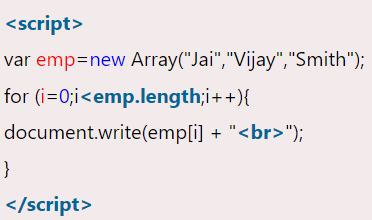 <script>
var emp=new Array("Jai","Vijay","Smith");
for (i=0;i<emp.length;i++){
document.write(emp[i] + "<br>");
}
</script>